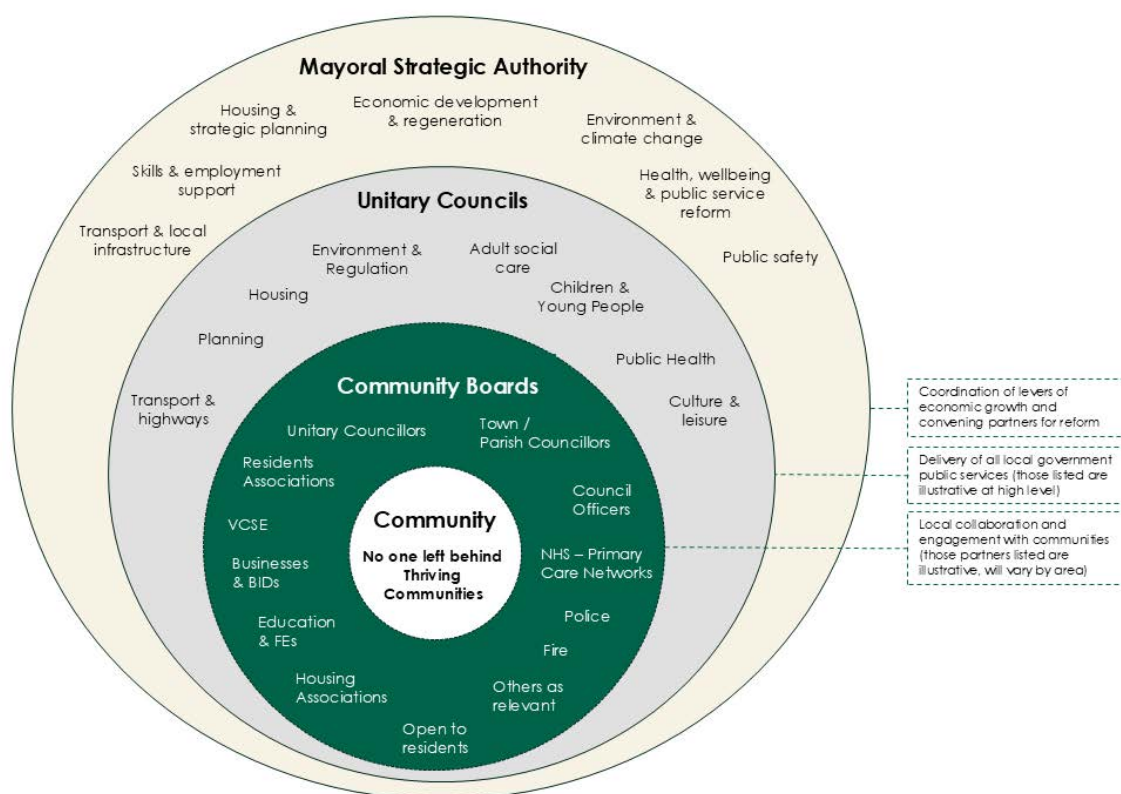 Mayoral Strategic Authority
Housing &
strategic planning
Economic development
& regeneration
Environment &
climate change
Skills & employment
support
Health, wellbeing
& public service
reform
Transport & local
infrastructure
Public safety
Unitary Councils
Environment &
Regulation
Adult social
care
Housing
Children &
Young People
Planning
Public Health
Transport &
highways
Culture &
leisure
Community Boards
Unitary Councillors
Town /
Parish Councillors
Residents
Associations
Council
Officers
VCSE
NHS – Primary
Care Networks
Businesses
& BIDs
Police
Education
& FEs
Fire
Housing
Associations
Others as
relevant
Open to
residents
Community
No one left behind
Thriving
Communities
Coordination of levers of
economic growth and
convening partners for reform
Delivery of all local government
public services (those listed are
illustrative at high level)
Local collaboration and
engagement with communities
(those partners listed are
illustrative, will vary by area)